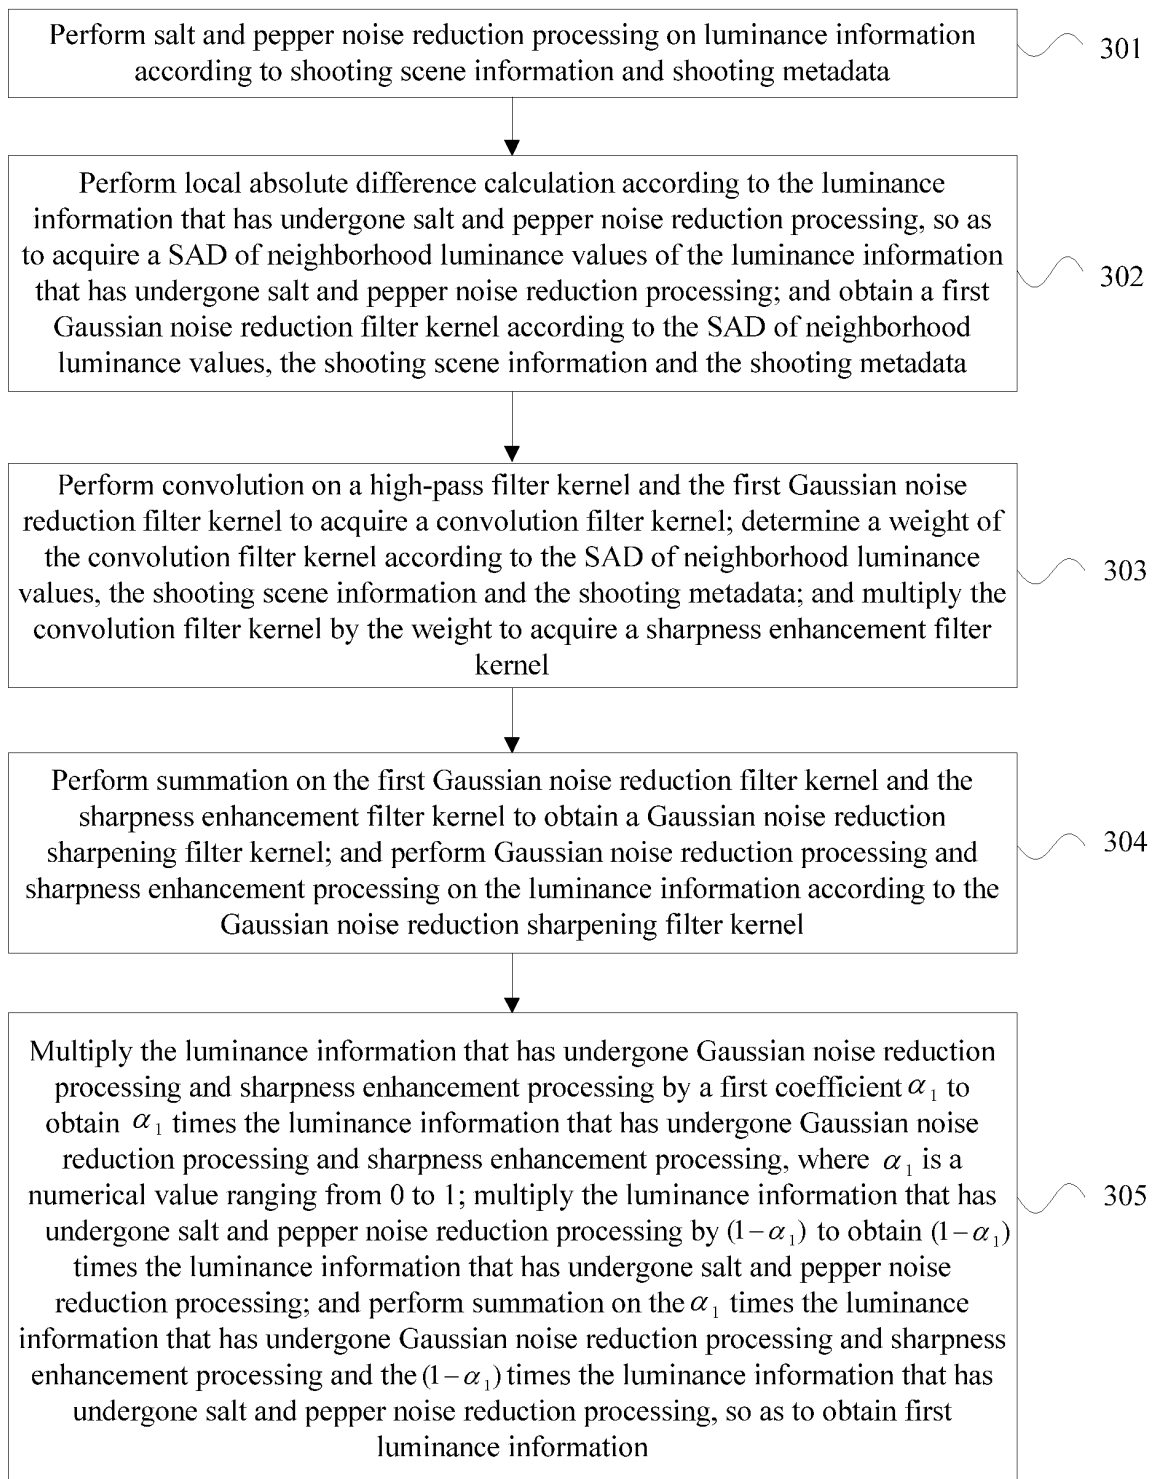 Perform salt and pepper noise reduction processing on luminance information
according to shooting scene information and shooting metadata
301
Perform local absolute difference calculation according to the luminance
information that has undergone salt and pepper noise reduction processing, so as
to acquire a SAD of neighborhood luminance values of the luminance information
that has undergone salt and pepper noise reduction processing; and obtain a first
Gaussian noise reduction filter kernel according to the SAD of neighborhood
luminance values, the shooting scene information and the shooting metadata
302
Perform convolution on a high-pass filter kernel and the first Gaussian noise
reduction filter kernel to acquire a convolution filter kernel; determine a weight of
the convolution filter kernel according to the SAD of neighborhood luminance
values, the shooting scene information and the shooting metadata; and multiply the
convolution filter kernel by the weight to acquire a sharpness enhancement filter
kernel
303
Perform summation on the first Gaussian noise reduction filter kernel and the
sharpness enhancement filter kernel to obtain a Gaussian noise reduction
sharpening filter kernel; and perform Gaussian noise reduction processing and
sharpness enhancement processing on the luminance information according to the
Gaussian noise reduction sharpening filter kernel
304
Multiply the luminance information that has undergone Gaussian noise reduction
processing and sharpness enhancement processing by a first coefficient α₁ to
obtain α₁ times the luminance information that has undergone Gaussian noise
reduction processing and sharpness enhancement processing, where α₁ is a
numerical value ranging from 0 to 1; multiply the luminance information that has
undergone salt and pepper noise reduction processing by (1−α₁) to obtain (1−α₁)
times the luminance information that has undergone salt and pepper noise
reduction processing; and perform summation on the α₁ times the luminance
information that has undergone Gaussian noise reduction processing and sharpness
enhancement processing and the (1−α₁) times the luminance information that has
undergone salt and pepper noise reduction processing, so as to obtain first
luminance information
305